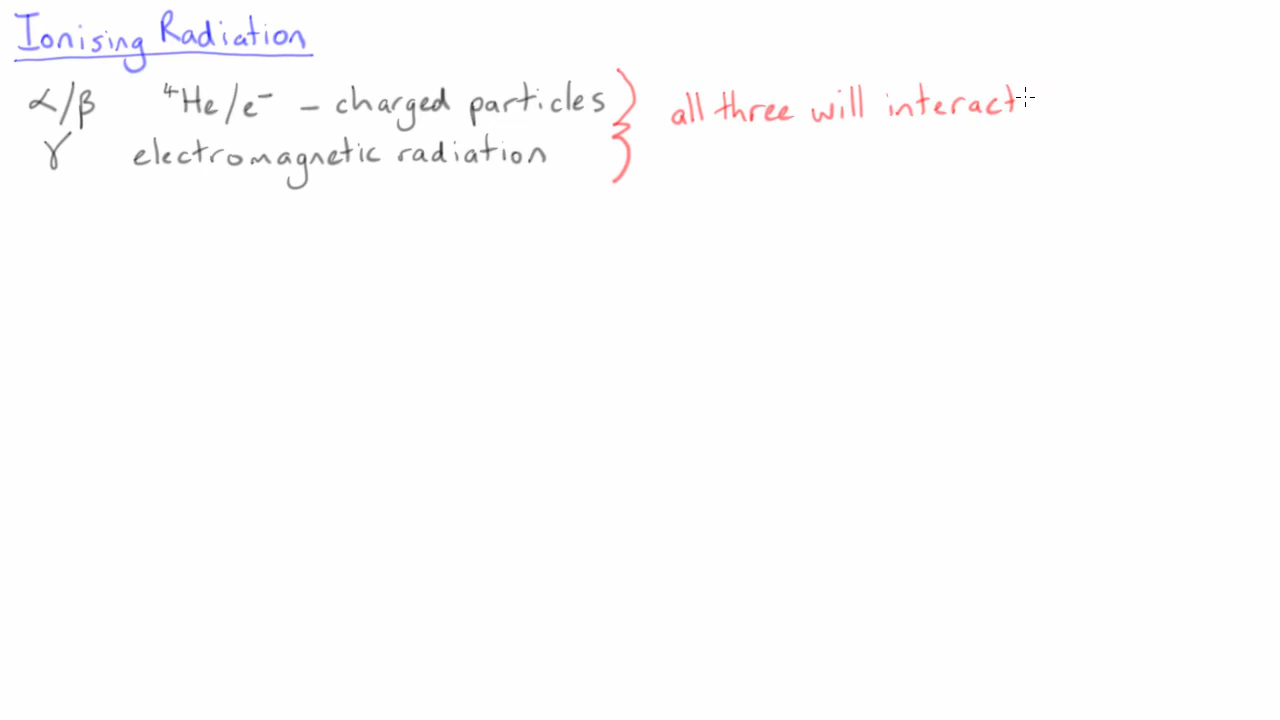 Ionising Radiation
α/β ⁴He/e⁻ – charged particles } all three will interact
γ electromagnetic radiation